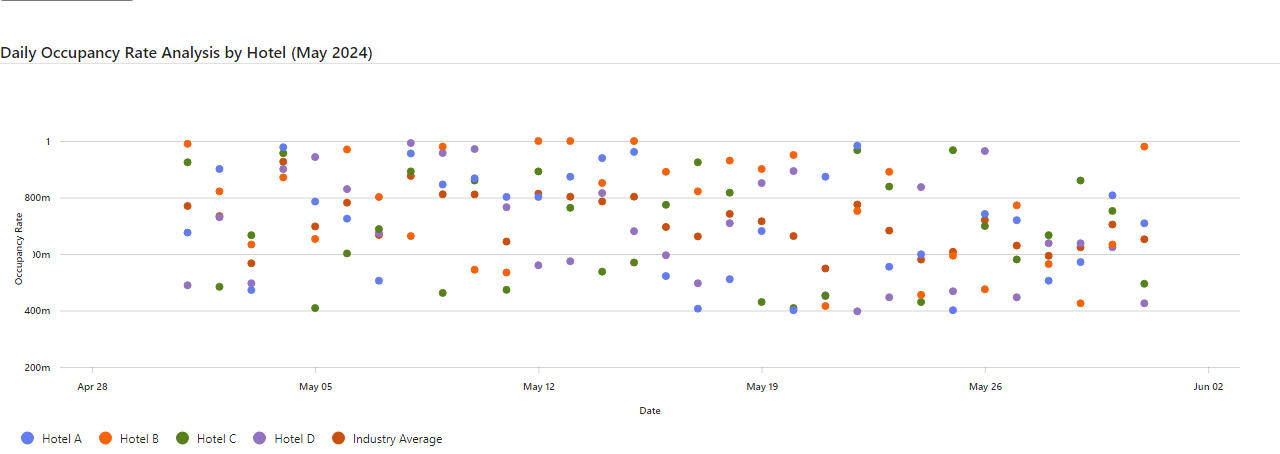 Daily Occupancy Rate Analysis by Hotel (May 2024)
1
800m
00m
400m
200m
Occupancy Rate
Apr 28
May 05
May 12
May 19
May 26
Jun 02
Date
Hotel A
Hotel B
Hotel C
Hotel D
Industry Average